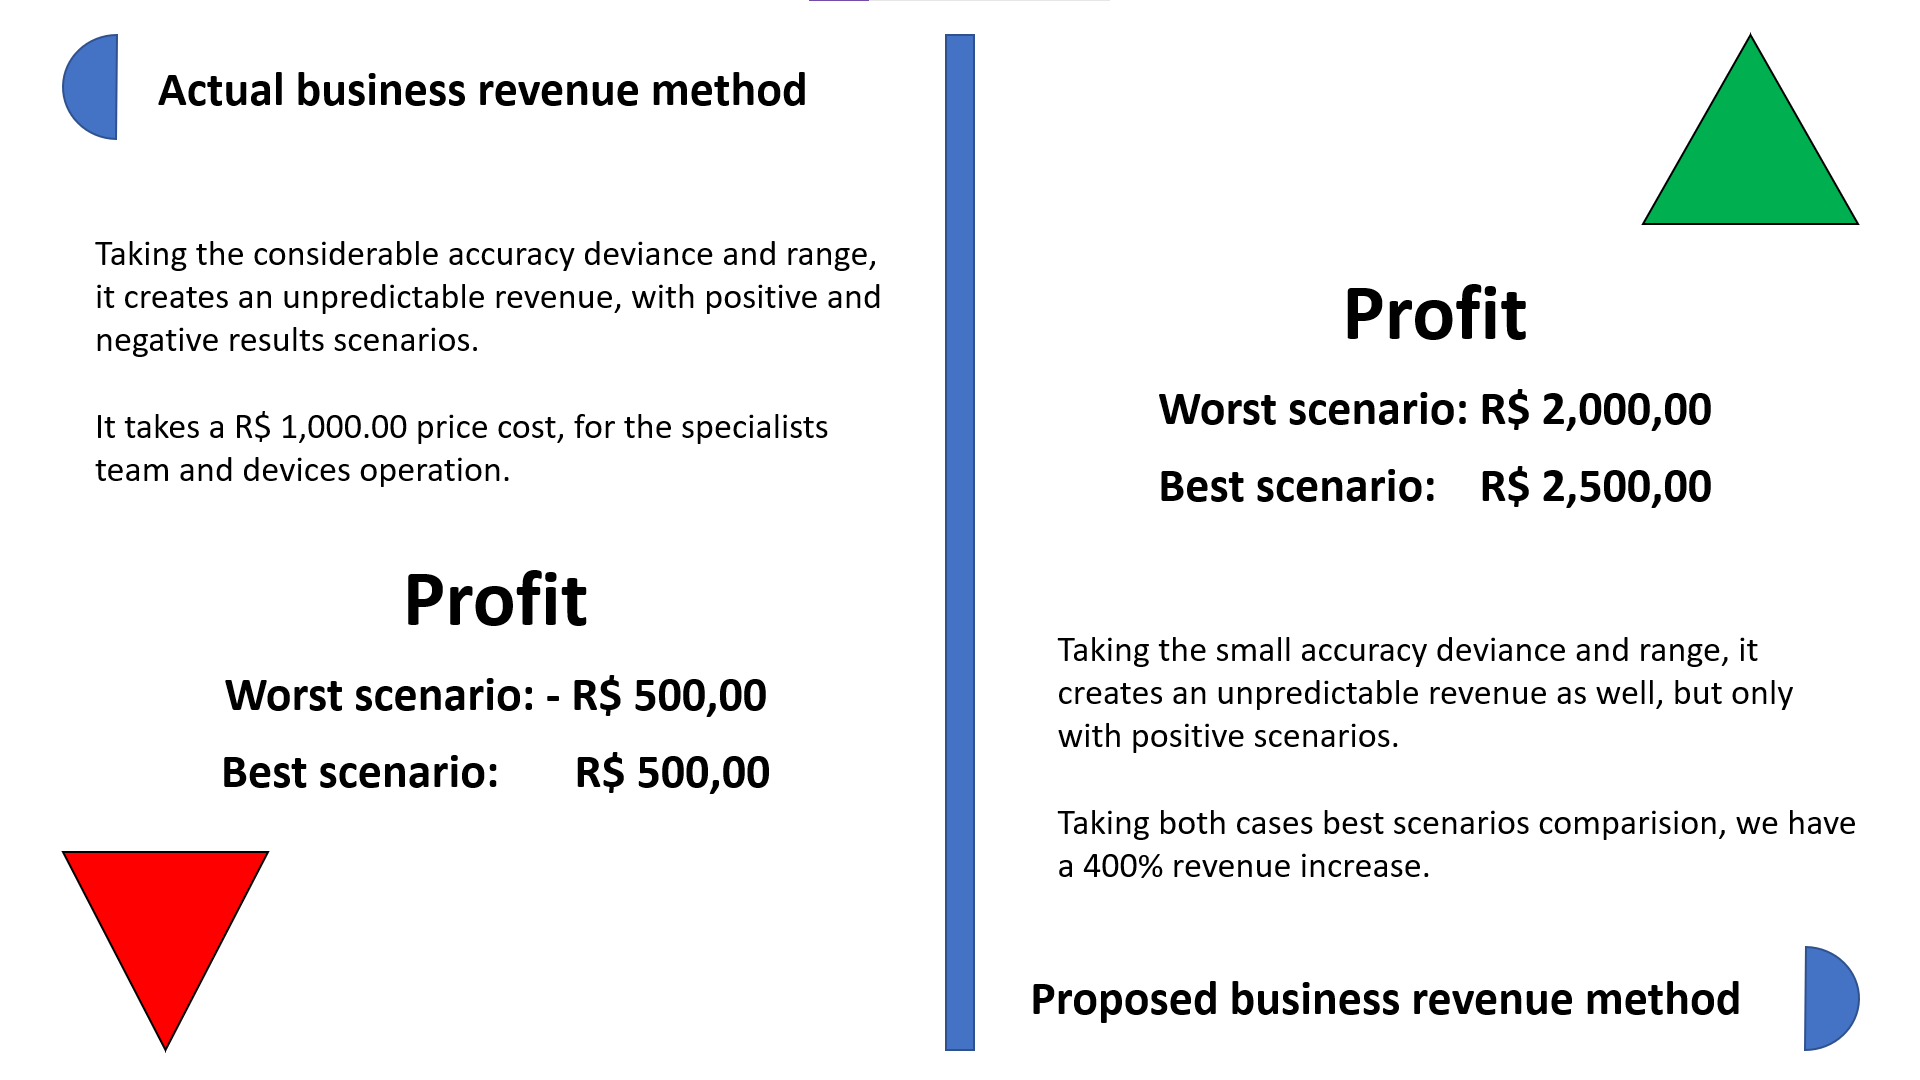 Actual business revenue method
Taking the considerable accuracy deviance and range,
it creates an unpredictable revenue, with positive and
negative results scenarios.
It takes a R$ 1,000.00 price cost, for the specialists
team and devices operation.
Profit
Worst scenario: - R$ 500,00
Best scenario: R$ 500,00
Profit
Worst scenario: R$ 2,000,00
Best scenario: R$ 2,500,00
Taking the small accuracy deviance and range, it
creates an unpredictable revenue as well, but only
with positive scenarios.
Taking both cases best scenarios comparision, we have
a 400% revenue increase.
Proposed business revenue method